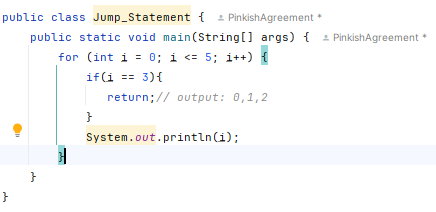 public class Jump_Statement { PinkishAgreement *
public static void main(String[] args) { PinkishAgreement *
for (int i = 0; i <= 5; i++) {
if(i == 3){
return;// output: 0,1,2
}
System.out.println(i);
}
}
}